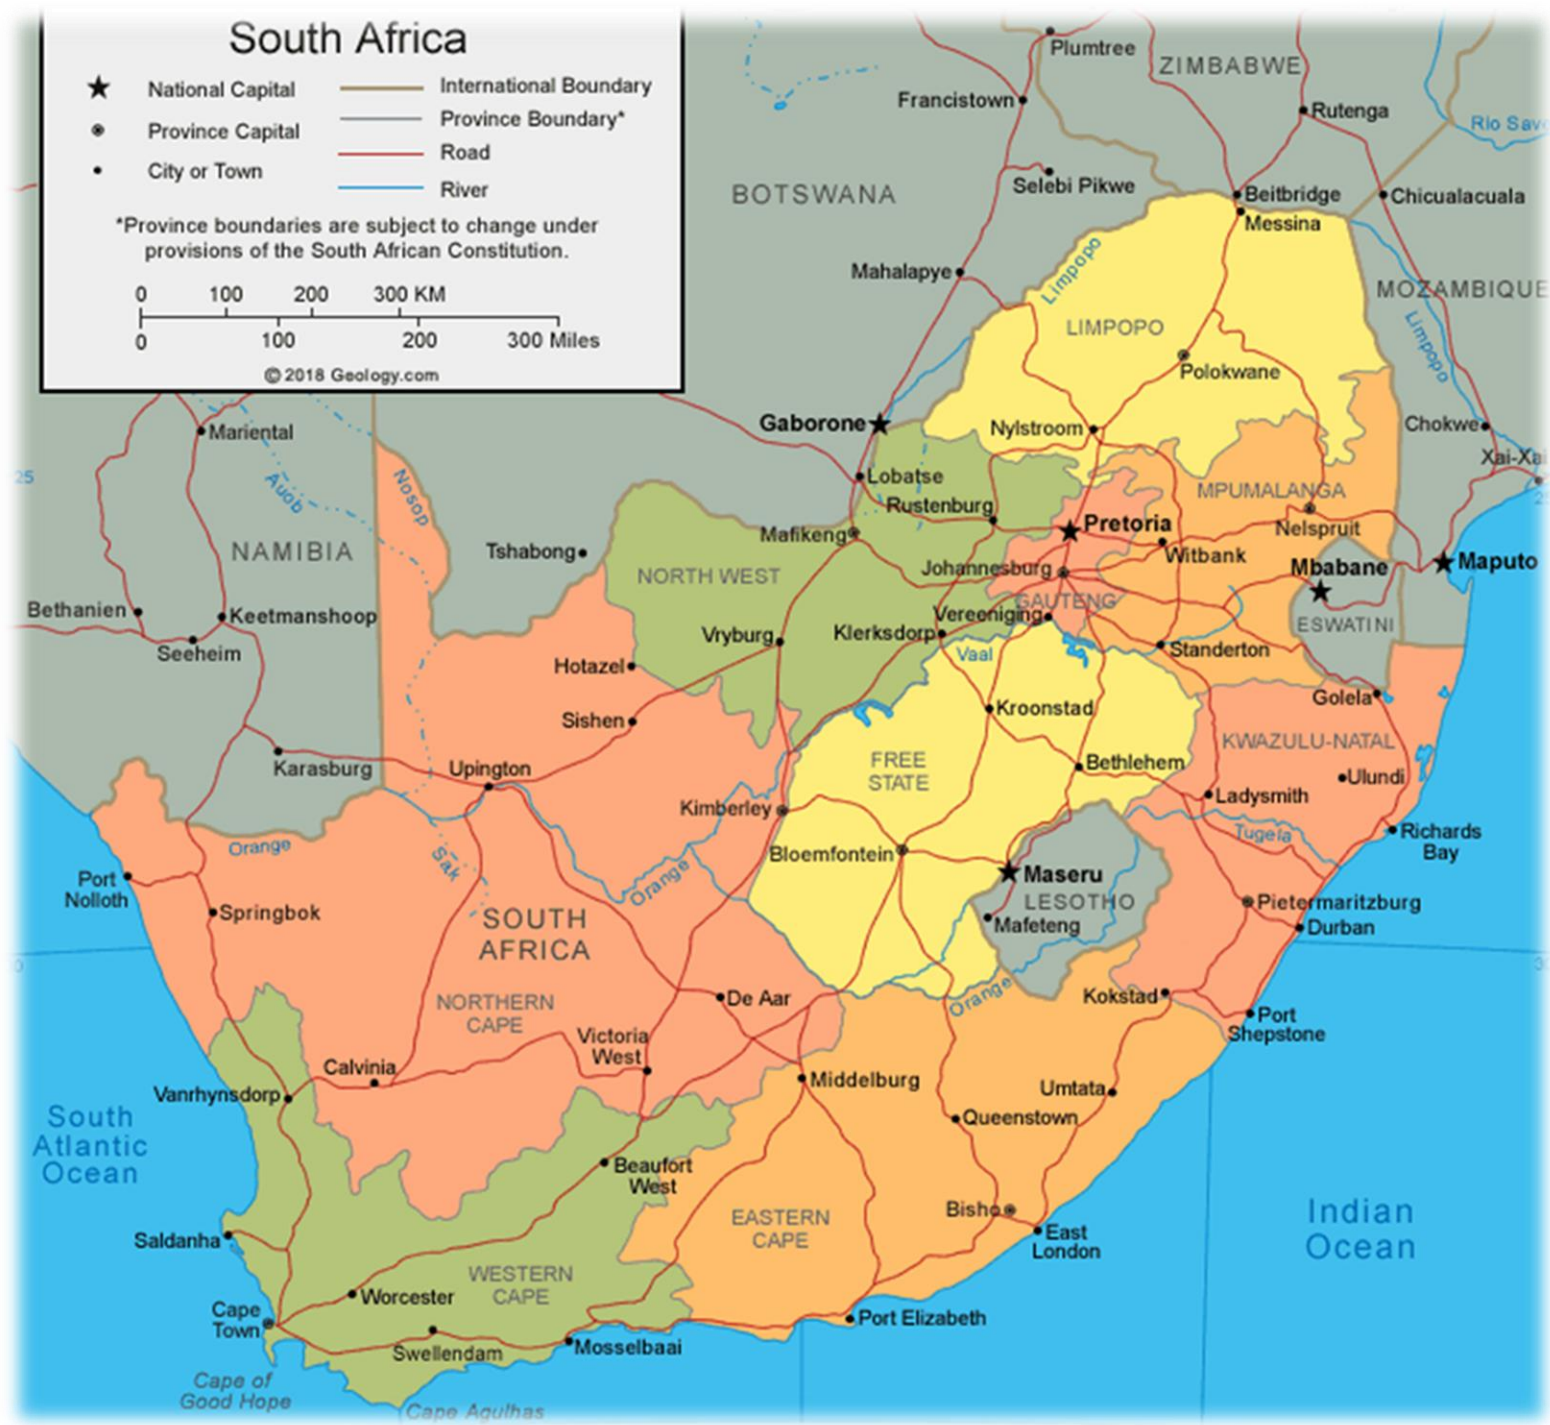 South Africa
National Capital
Province Capital
City or Town
International Boundary
Province Boundary*
Road
River
*Province boundaries are subject to change under
provisions of the South African Constitution.
0 100 200 300 KM
0 100 200 300 Miles
© 2018 Geology.com
Plumtree
ZIMBABWE
Francistown
Rutenga
Rio Sav
Selebi Pikwe
BOTSWANA
Beitbridge
Chicualacuala
Messina
Mahalapye
Limpopo
MOZAMBIQUE
LIMPOPO
Limpopo
Polokwane
Gaborone
Nylstroom
Chokwe
Mariental
Xai-Xai
25
Lobatse
Auob
Nosop
Rustenburg
MPUMALANGA
25
Mafikeng
Pretoria
Nelspruit
NAMIBIA
Tshabong
Witbank
Mbabane
Maputo
Johannesburg
NORTH WEST
GAUTENG
Bethanien
Keetmanshoop
Vereeniging
ESWATINI
Vryburg
Klerksdorp
Seeheim
Vaal
Standerton
Hotazel
Golela
Kroonstad
Sishen
KWAZULU-NATAL
FREE
STATE
Karasburg
Upington
Bethlehem
Ulundi
Ladysmith
Kimberley
Tugela
Richards
Bay
Orange
Sak
Bloemfontein
Maseru
Port
Nolloth
Orange
LESOTHO
Pietermaritzburg
Springbok
SOUTH
AFRICA
Mafeteng
Durban
0
30
NORTHERN
CAPE
De Aar
Orange
Kokstad
Port
Shepstone
Victoria
West
Calvinia
Middelburg
Umtata
Vanrhynsdorp
Queenstown
South
Atlantic
Ocean
Beaufort
West
Bisho
EASTERN
CAPE
Indian
Ocean
Saldanha
East
London
WESTERN
CAPE
Worcester
Cape
Town
Port Elizabeth
Swellendam
Mosselbaai
Cape of
Good Hope
Cape Agulhas